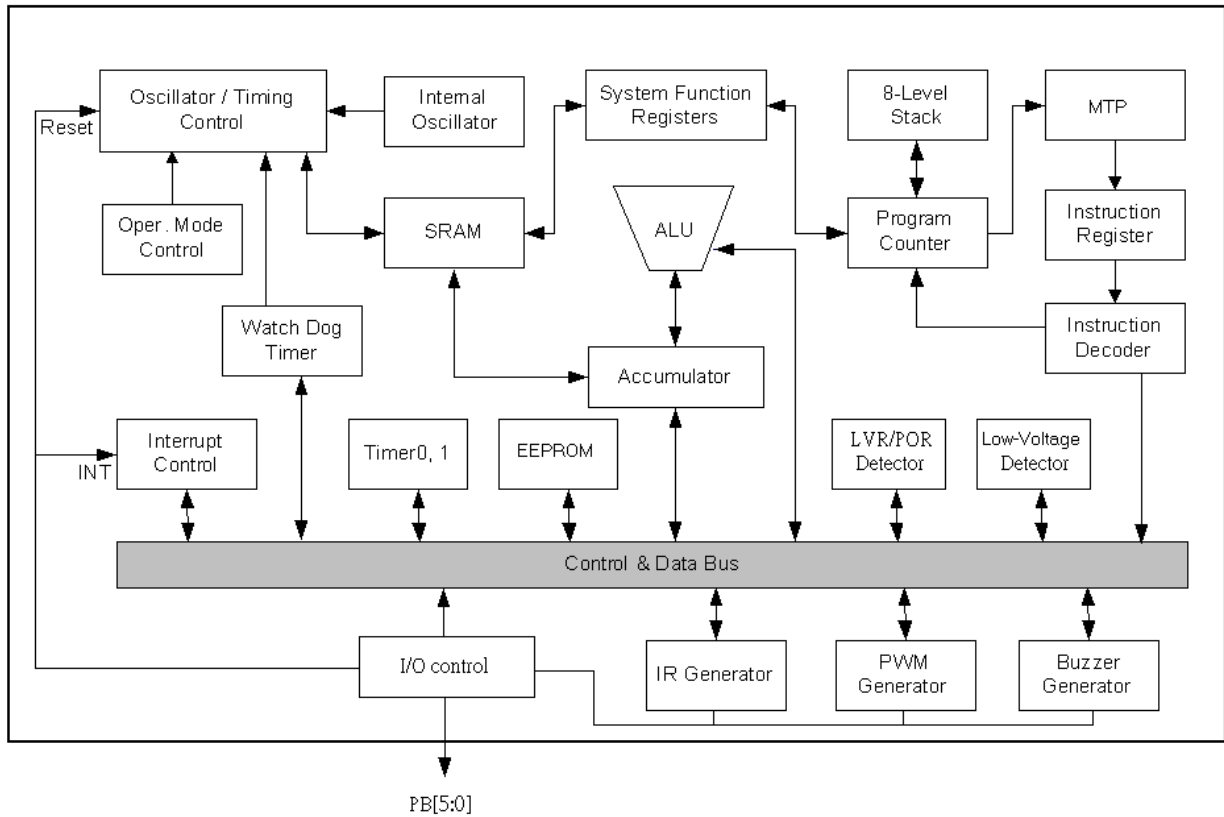 Oscillator / Timing
Control
Internal
Oscillator
System Function
Registers
8-Level
Stack
MTP
Reset
Oper. Mode
Control
SRAM
ALU
Program
Counter
Instruction
Register
Watch Dog
Timer
Accumulator
Instruction
Decoder
Interrupt
Control
INT
Timer0, 1
EEPROM
LVR/POR
Detector
Low-Voltage
Detector
Control & Data Bus
I/O control
IR Generator
PWM
Generator
Buzzer
Generator
PB[5:0]